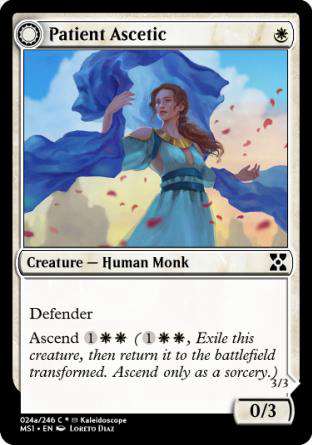 Patient Ascetic
Creature — Human Monk
Defender
Ascend 1 ( 1 , Exile this
creature, then return it to the battlefield
transformed. Ascend only as a sorcery.)
3/3
0/3
024a/246 C * Kaleidoscope
MS1 • EN Loreto Diaz